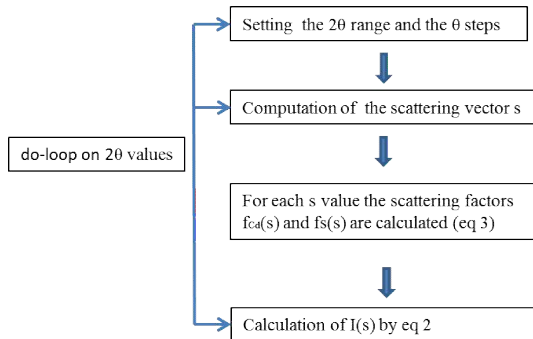 Setting the 2θ range and the θ steps
Computation of the scattering vector s
do-loop on 2θ values
For each s value the scattering factors
fCd(s) and fs(s) are calculated (eq 3)
Calculation of I(s) by eq 2